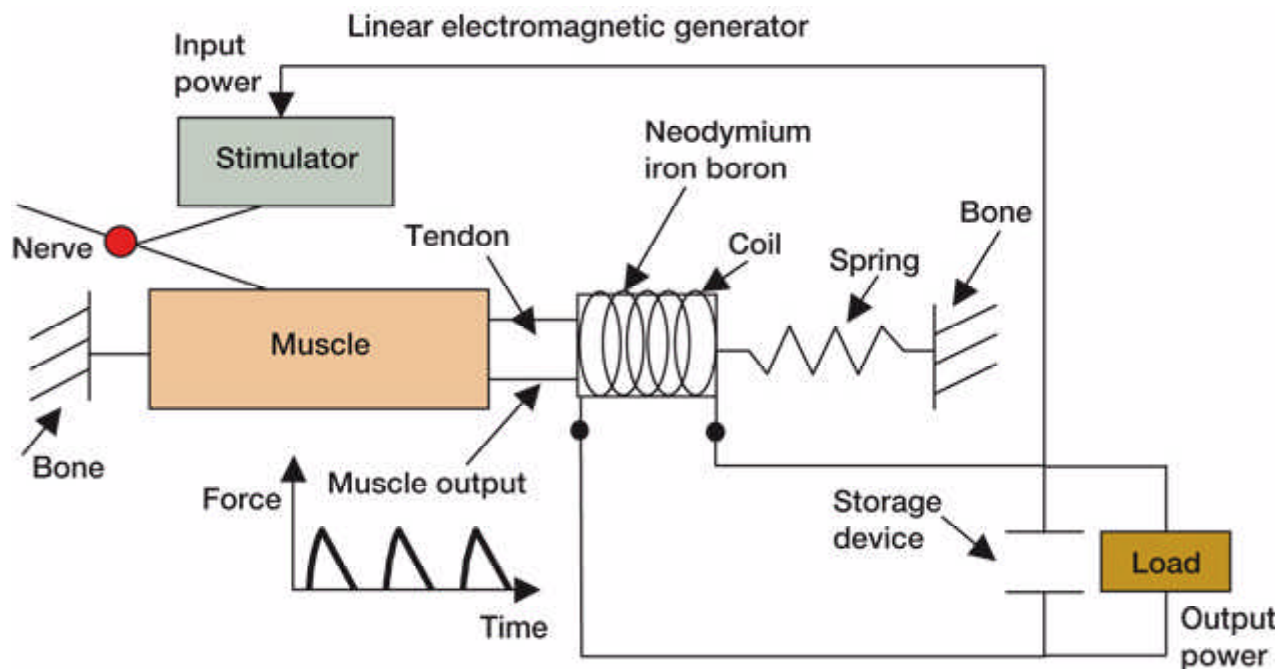 Linear electromagnetic generator
Input
power
Stimulator
Neodymium
iron boron
Bone
Nerve
Tendon
Coil
Spring
Muscle
Bone
Force
Muscle output
Time
Storage
device
Load
Output
power